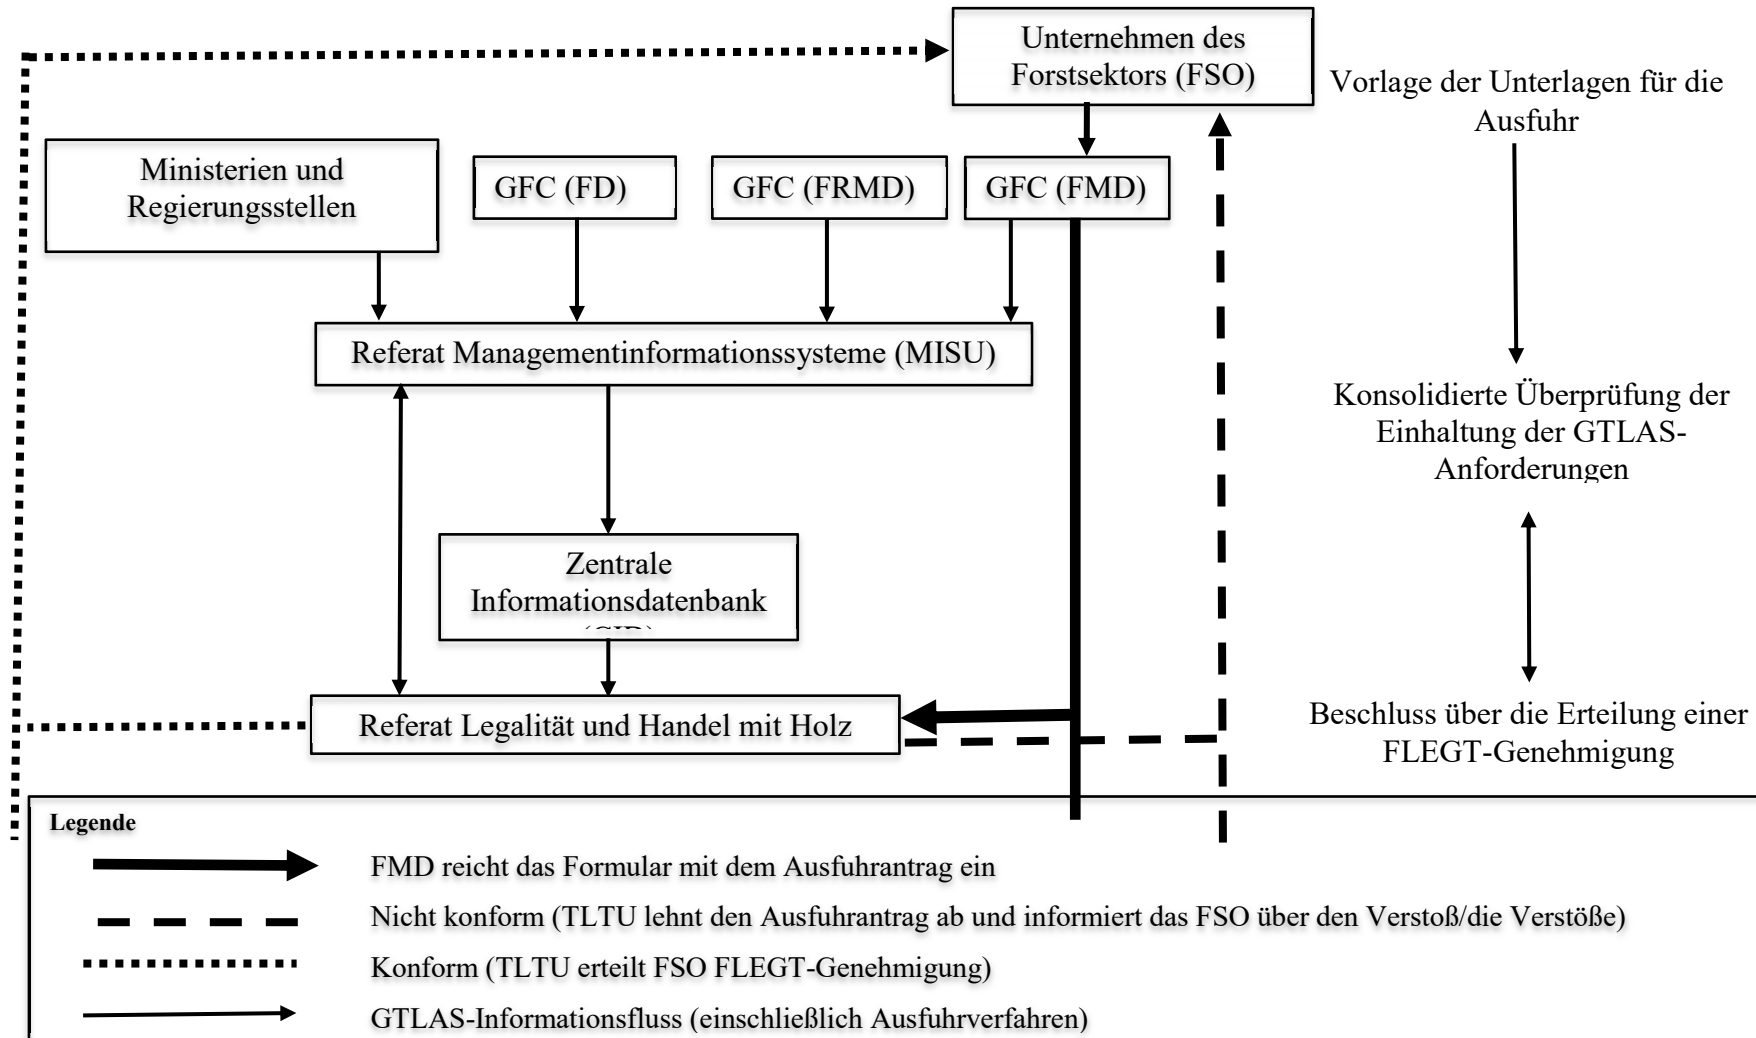 Unternehmen des
Forstsektors (FSO)
Vorlage der Unterlagen für die
Ausfuhr
Ministerien und
Regierungsstellen
GFC (FD)
GFC (FRMD)
GFC (FMD)
Referat Managementinformationssysteme (MISU)
Konsolidierte Überprüfung der
Einhaltung der GTLAS-
Anforderungen
Zentrale
Informationsdatenbank
Referat Legalität und Handel mit Holz
Beschluss über die Erteilung einer
FLEGT-Genehmigung
Legende
FMD reicht das Formular mit dem Ausfuhrantrag ein
Nicht konform (TLTU lehnt den Ausfuhrantrag ab und informiert das FSO über den Verstoß/die Verstöße)
Konform (TLTU erteilt FSO FLEGT-Genehmigung)
GTLAS-Informationsfluss (einschließlich Ausfuhrverfahren)